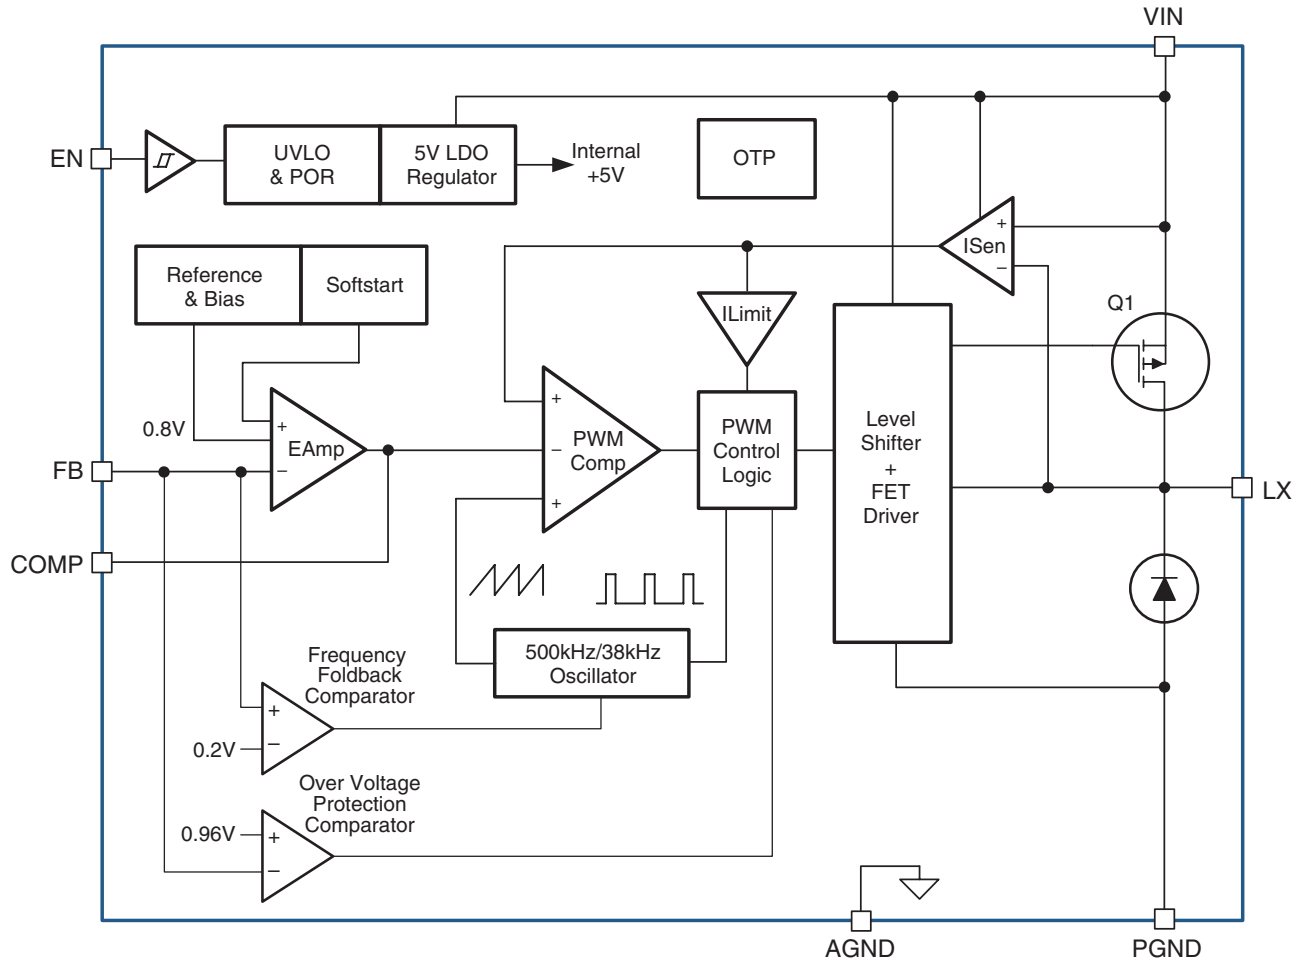 VIN
EN
UVLO
& POR
5V LDO
Regulator
Internal
+5V
OTP
+
ISen
−
Reference
& Bias
Softstart
ILimit
Q1
0.8V
+
EAmp
−
+
PWM
Comp
−
+
PWM
Control
Logic
Level
Shifter
+
FET
Driver
FB
LX
COMP
500kHz/38kHz
Oscillator
Frequency
Foldback
Comparator
+
0.2V
−
Over Voltage
Protection
Comparator
0.96V
+
−
AGND
PGND